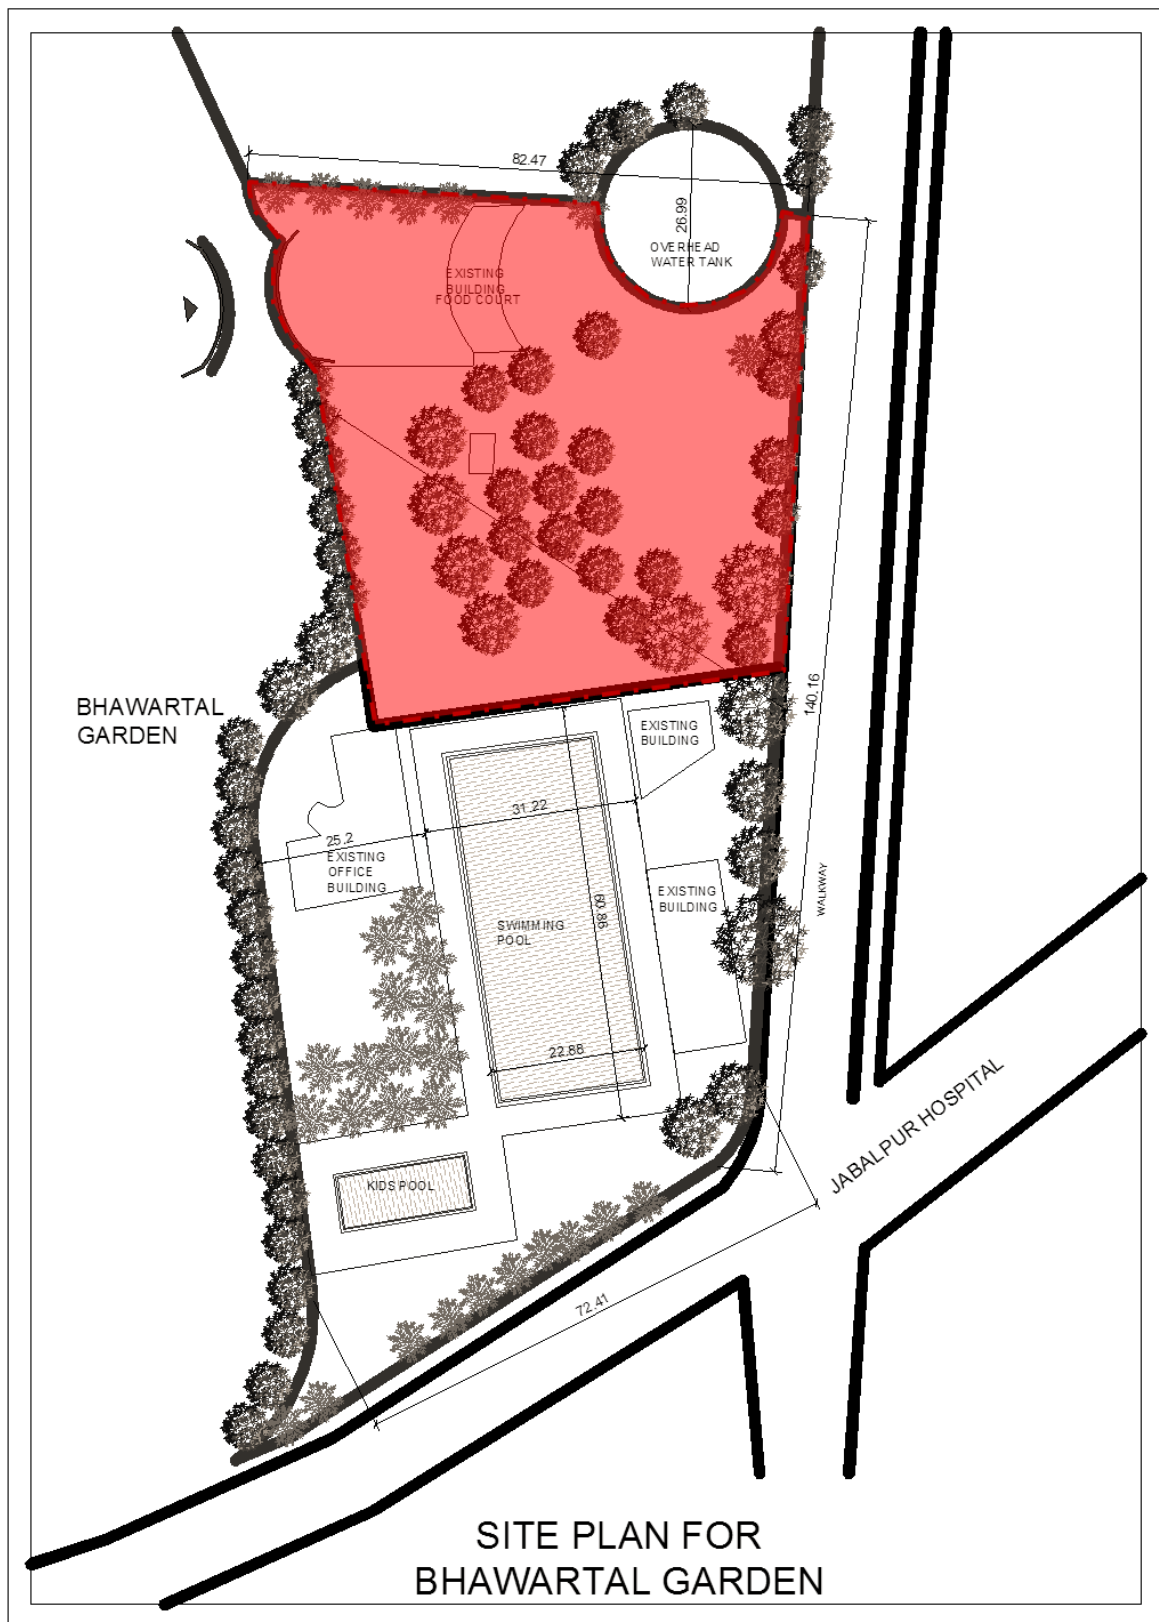 82.47
26.99
OVERHEAD
WATER TANK
EXISTING
BUILDING
FOOD COURT
BHAWARTAL
GARDEN
140.16
EXISTING
BUILDING
31.22
25.2
EXISTING
OFFICE
BUILDING
EXISTING
BUILDING
WALKWAY
60.86
SWIMMING
POOL
22.86
JABALPUR HOSPITAL
KIDS POOL
72.41
SITE PLAN FOR
BHAWARTAL GARDEN